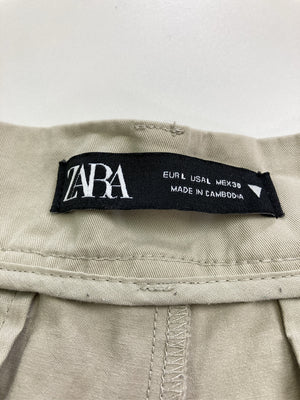 ZARA
EUR L USA L MEX 30
MADE IN CAMBODIA